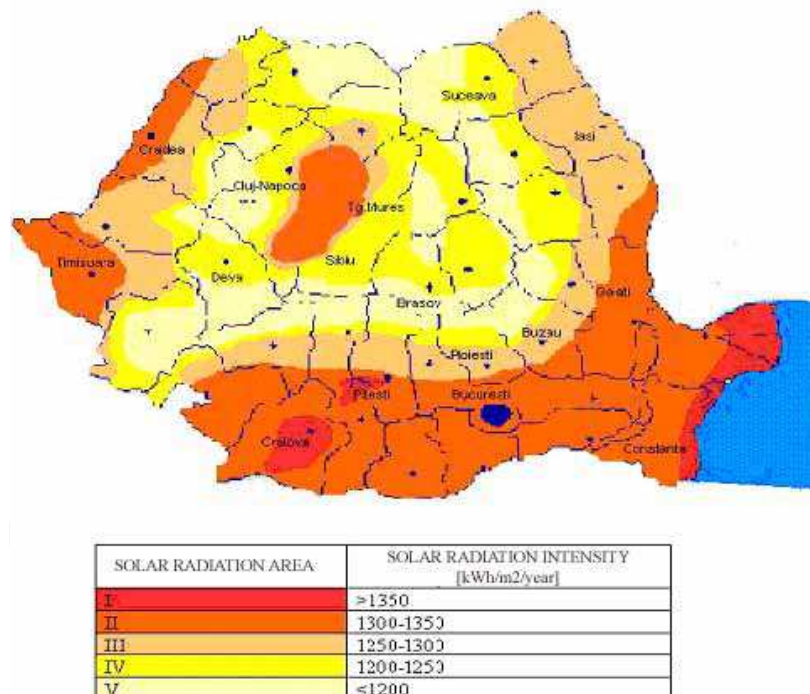 Suceava
Iasi
Oradea
Cluj-Napoca
Tg.Mures
Timisoara
Deva
Sibiu
Brasov
Galati
Buzau
Ploiesti
Pitesti
Bucuresti
Craiova
Constanta
SOLAR RADIATION AREA
SOLAR RADIATION INTENSITY
[kWh/m2/year]
I
>1350
II
1300-1350
III
1250-1300
IV
1200-1250
V
<1200